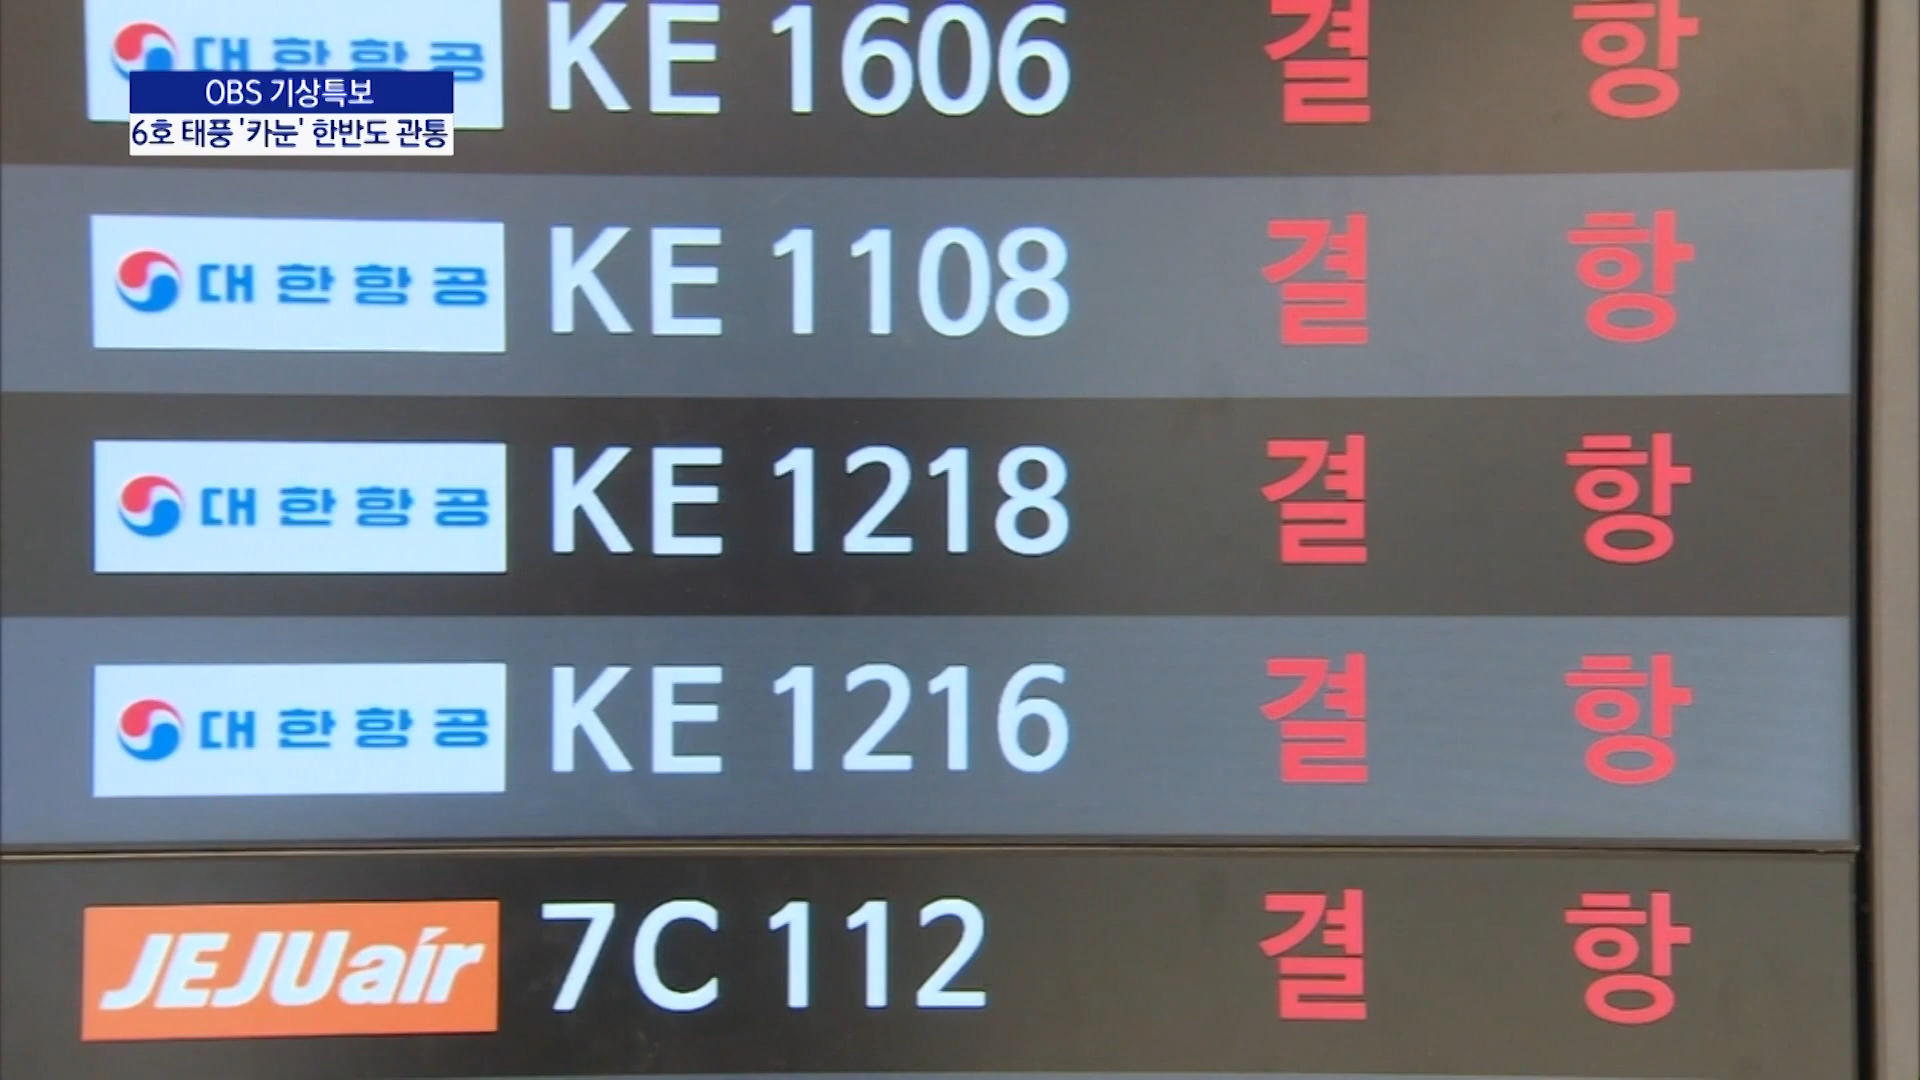 대한항공 KE 1606 결 항
OBS 기상특보
6호 태풍 '카눈' 한반도 관통
대한항공 KE 1108 결 항
대한항공 KE 1218 결 항
대한항공 KE 1216 결 항
JEJUair 7C 112 결 항